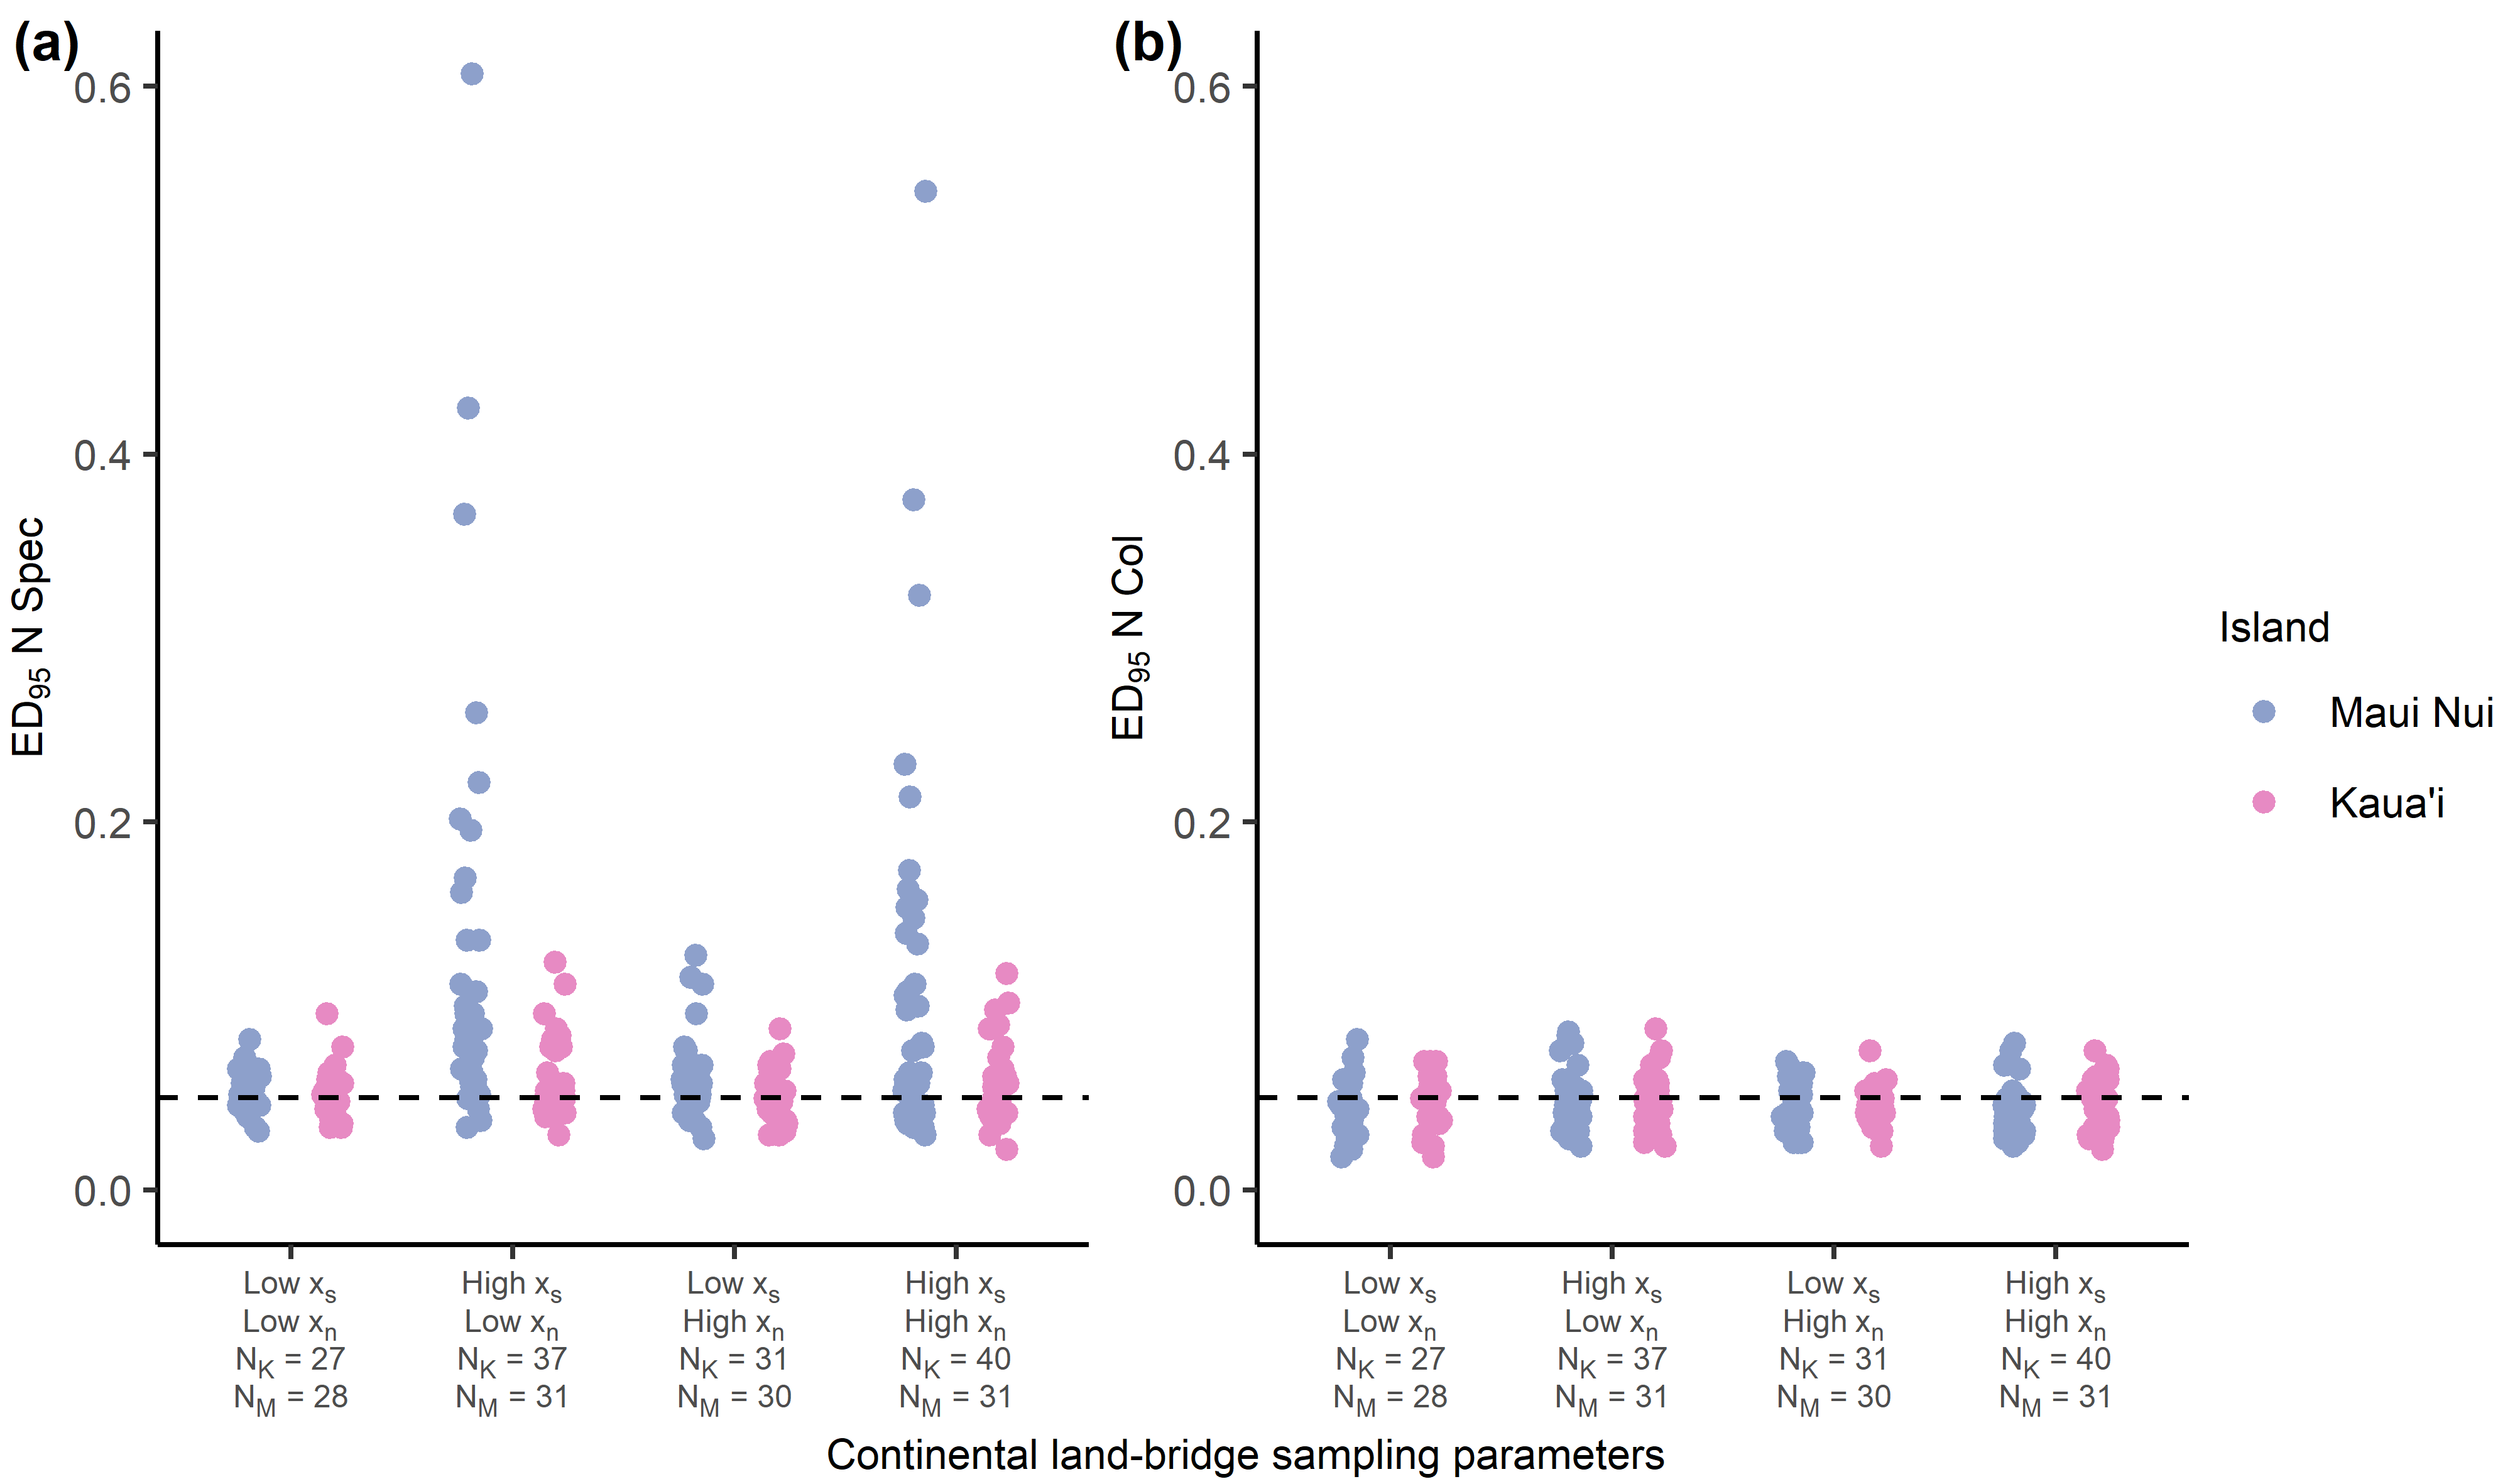 (a)
0.6
0.4
0.2
0.0
ED95 N Spec
Low xs
Low xn
NK = 27
NM = 28
High xs
Low xn
NK = 37
NM = 31
Low xs
High xn
NK = 31
NM = 30
High xs
High xn
NK = 40
NM = 31
(b)
0.6
0.4
0.2
0.0
ED95 N Col
Low xs
Low xn
NK = 27
NM = 28
High xs
Low xn
NK = 37
NM = 31
Low xs
High xn
NK = 31
NM = 30
High xs
High xn
NK = 40
NM = 31
Continental land-bridge sampling parameters
Island
Maui Nui
Kaua'i